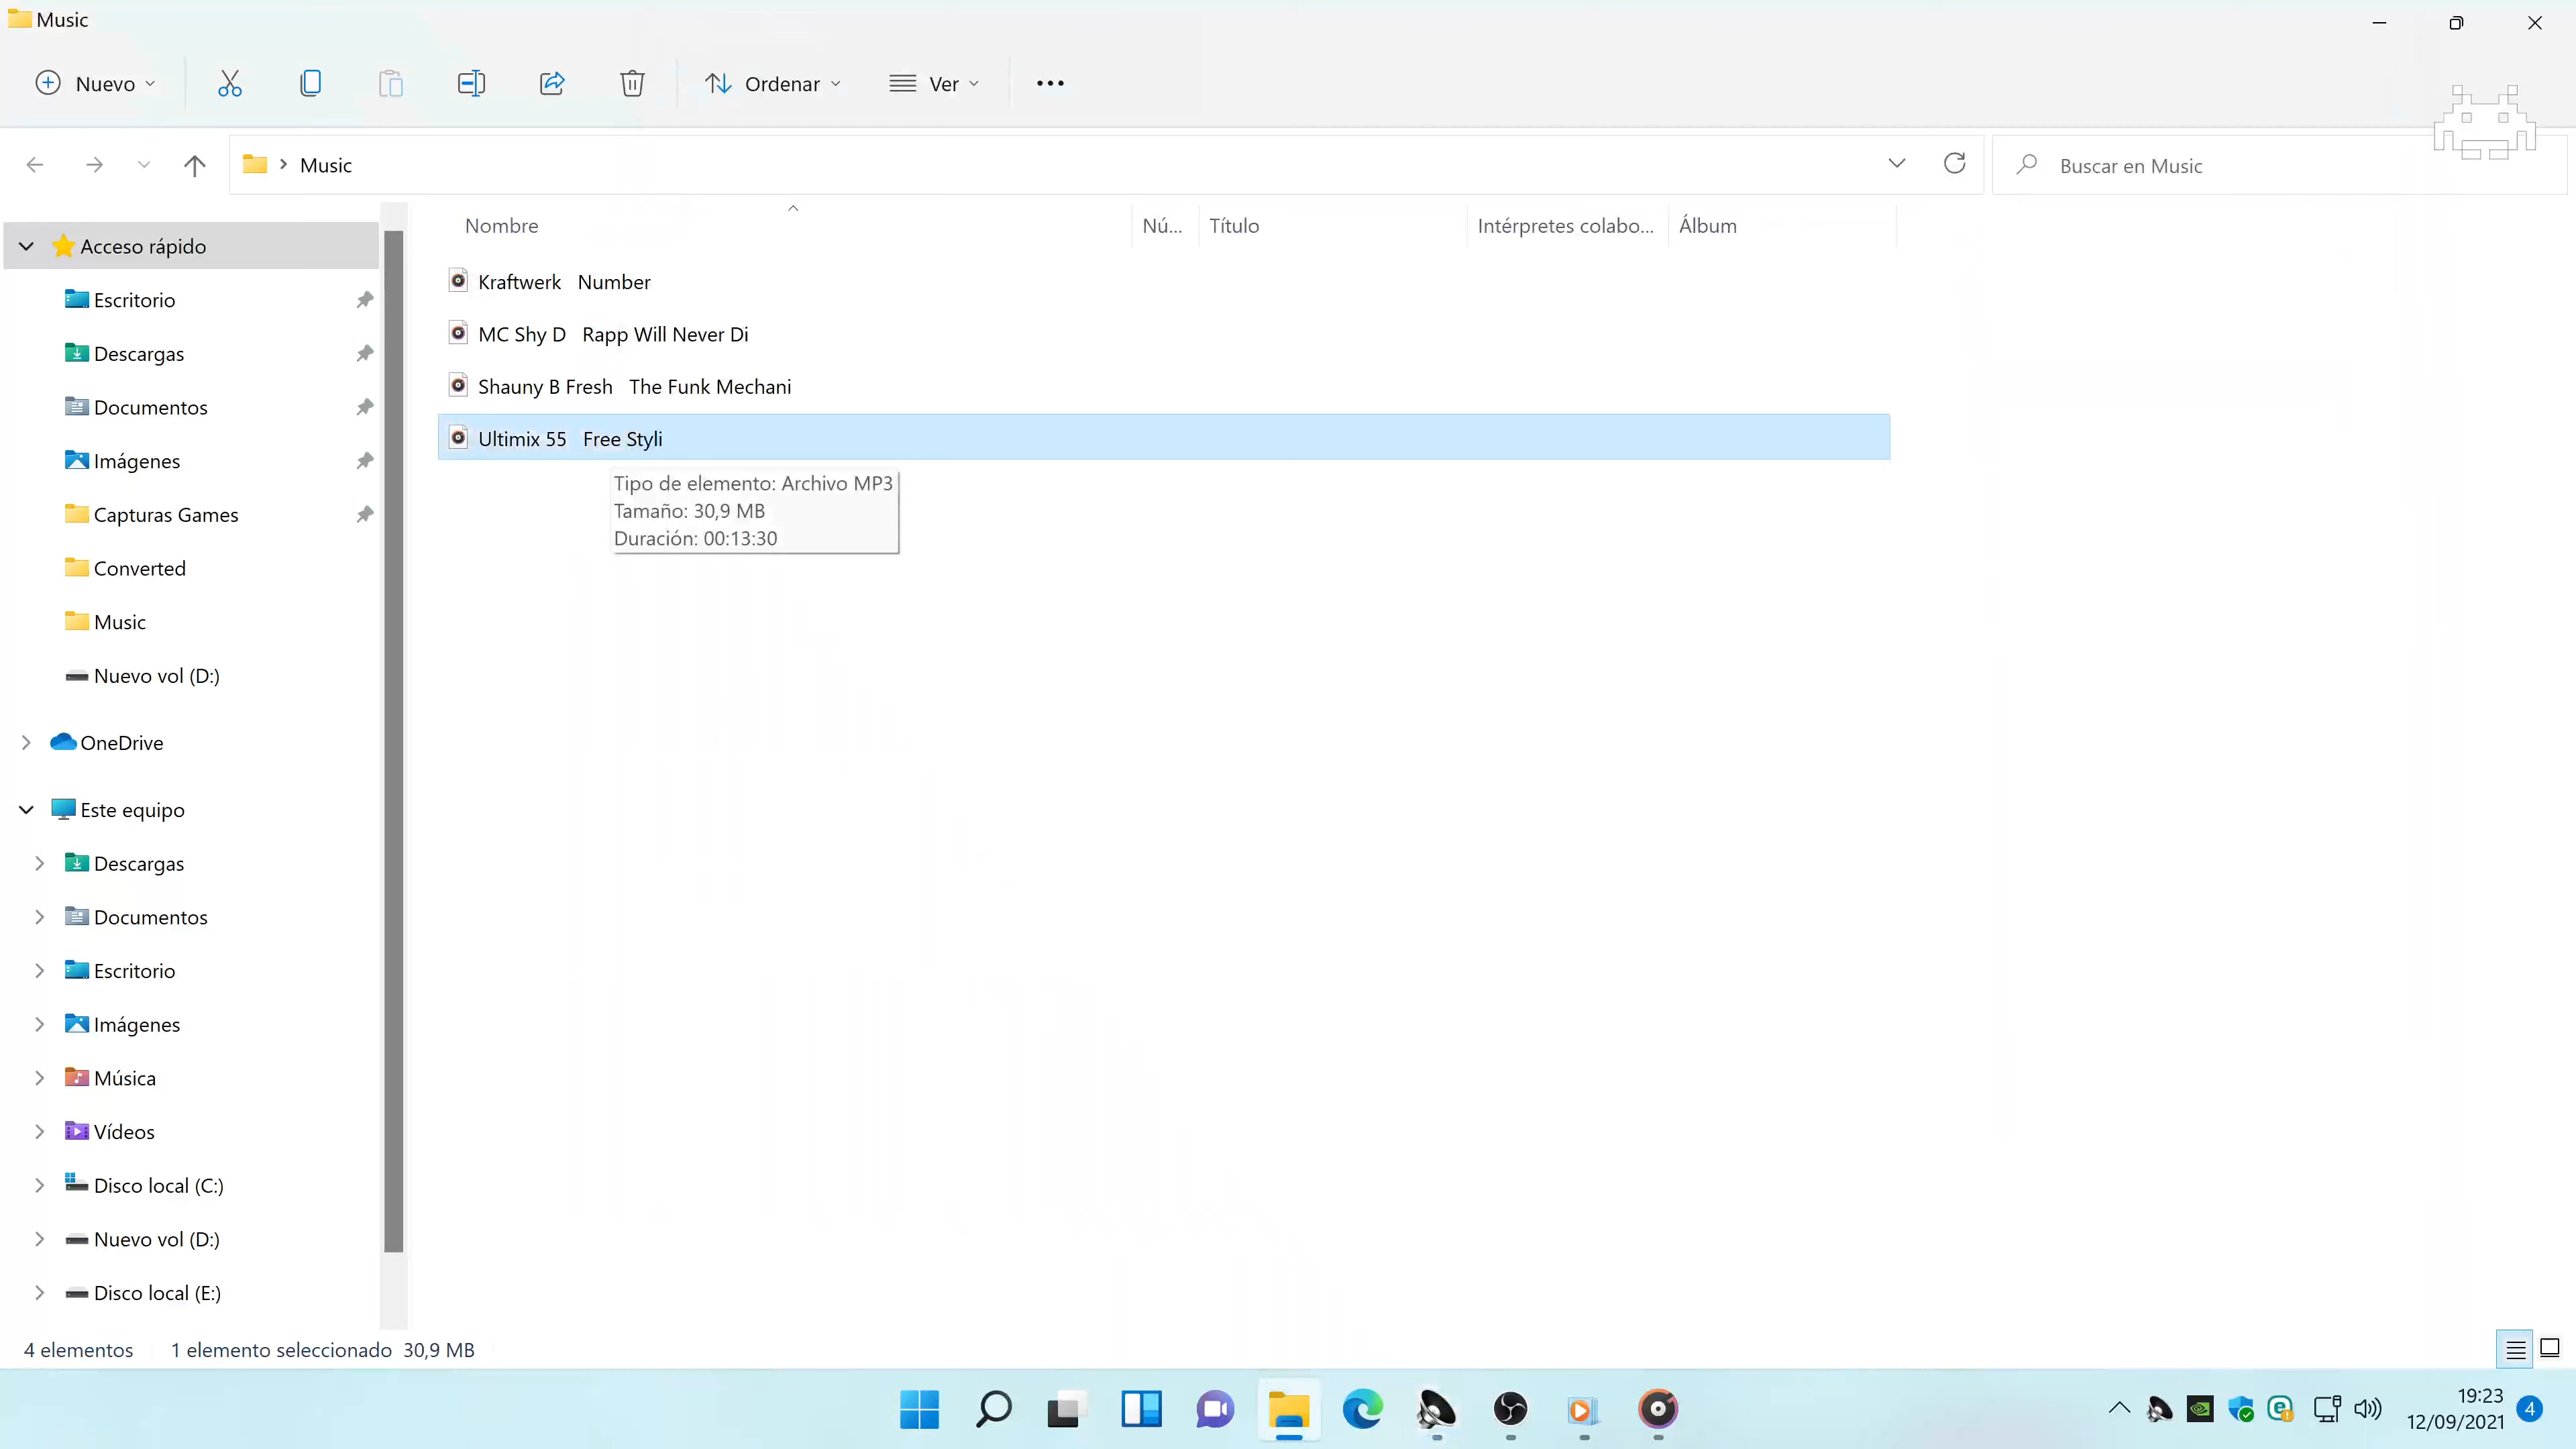 Music
Nuevo
Ordenar
Ver
Music
Buscar en Music
Nombre
Nú...
Título
Intérpretes colabo...
Álbum
Acceso rápido
Escritorio
Descargas
Documentos
Imágenes
Capturas Games
Converted
Music
Nuevo vol (D:)
OneDrive
Este equipo
Descargas
Documentos
Escritorio
Imágenes
Música
Vídeos
Disco local (C:)
Nuevo vol (D:)
Disco local (E:)
Kraftwerk   Number
MC Shy D   Rapp Will Never Di
Shauny B Fresh   The Funk Mechani
Ultimix 55   Free Styli
Tipo de elemento: Archivo MP3
Tamaño: 30,9 MB
Duración: 00:13:30
4 elementos
1 elemento seleccionado  30,9 MB
19:23
12/09/2021
4